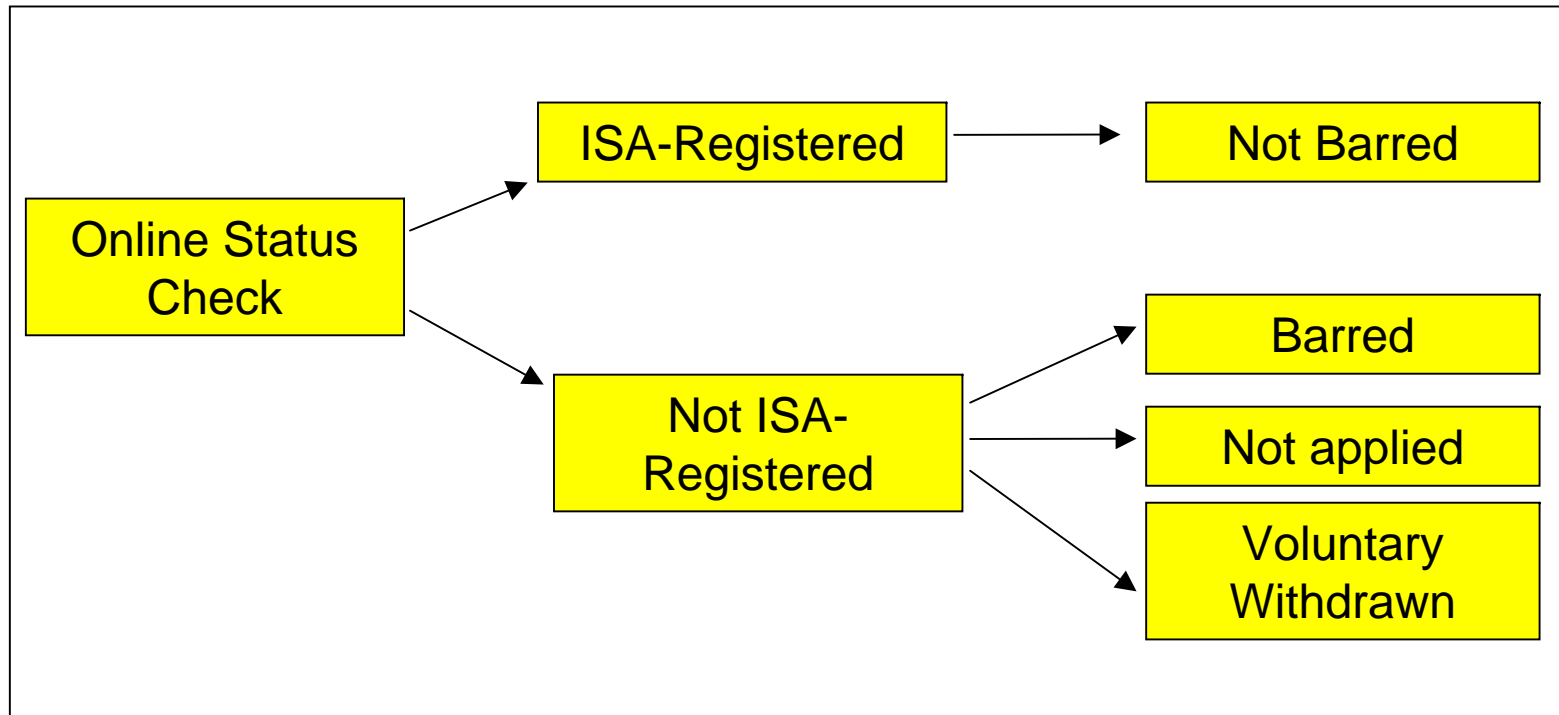 ISA-Registered
Not Barred
Online Status
Check
Barred
Not ISA-
Registered
Not applied
Voluntary
Withdrawn